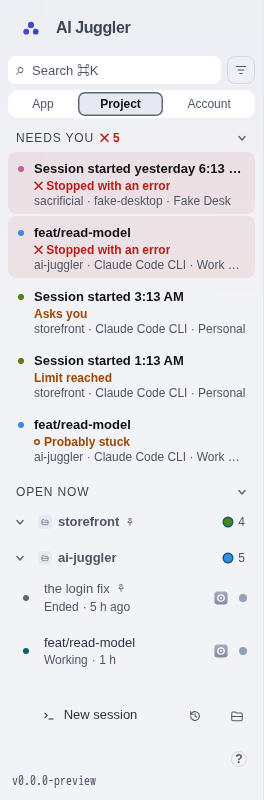 AI Juggler
Search ⌘K
App Project Account
NEEDS YOU 5
Session started yesterday 6:13 ...
Stopped with an error
sacrificial · fake-desktop · Fake Desk
feat/read-model
Stopped with an error
ai-juggler · Claude Code CLI · Work ...
Session started 3:13 AM
Asks you
storefront · Claude Code CLI · Personal
Session started 1:13 AM
Limit reached
storefront · Claude Code CLI · Personal
feat/read-model
Probably stuck
ai-juggler · Claude Code CLI · Work ...
OPEN NOW
storefront 4
ai-juggler 5
the login fix
Ended · 5 h ago
feat/read-model
Working · 1 h
New session
?
v0.0.0-preview